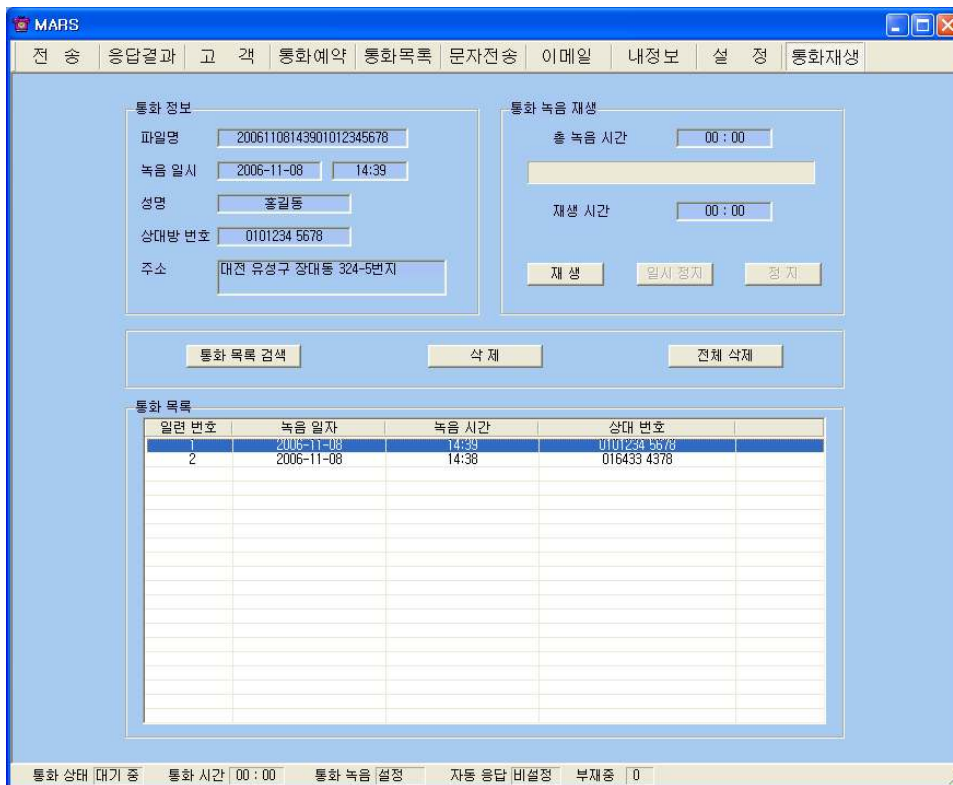 MARS
전 송 응답결과 고 객 통화예약 통화목록 문자전송 이메일 내정보 설 정 통화재생
통화 정보
파일명 20061108143901012345678
녹음 일시 2006-11-08 14:39
성명 홍길동
상대방 번호 0101234 5678
주소 대전 유성구 장대동 324-5번지
통화 녹음 재생
총 녹음 시간 00 : 00
재생 시간 00 : 00
재 생 일시 정지 정 지
통화 목록 검색 삭 제 전체 삭제
통화 목록
일련 번호 녹음 일자 녹음 시간 상대 번호
1 2006-11-08 14:39 0101234 5678
2 2006-11-08 14:38 016433 4378
통화 상태 대기 중 통화 시간 00 : 00 통화 녹음 설정 자동 응답 비설정 부재중 0